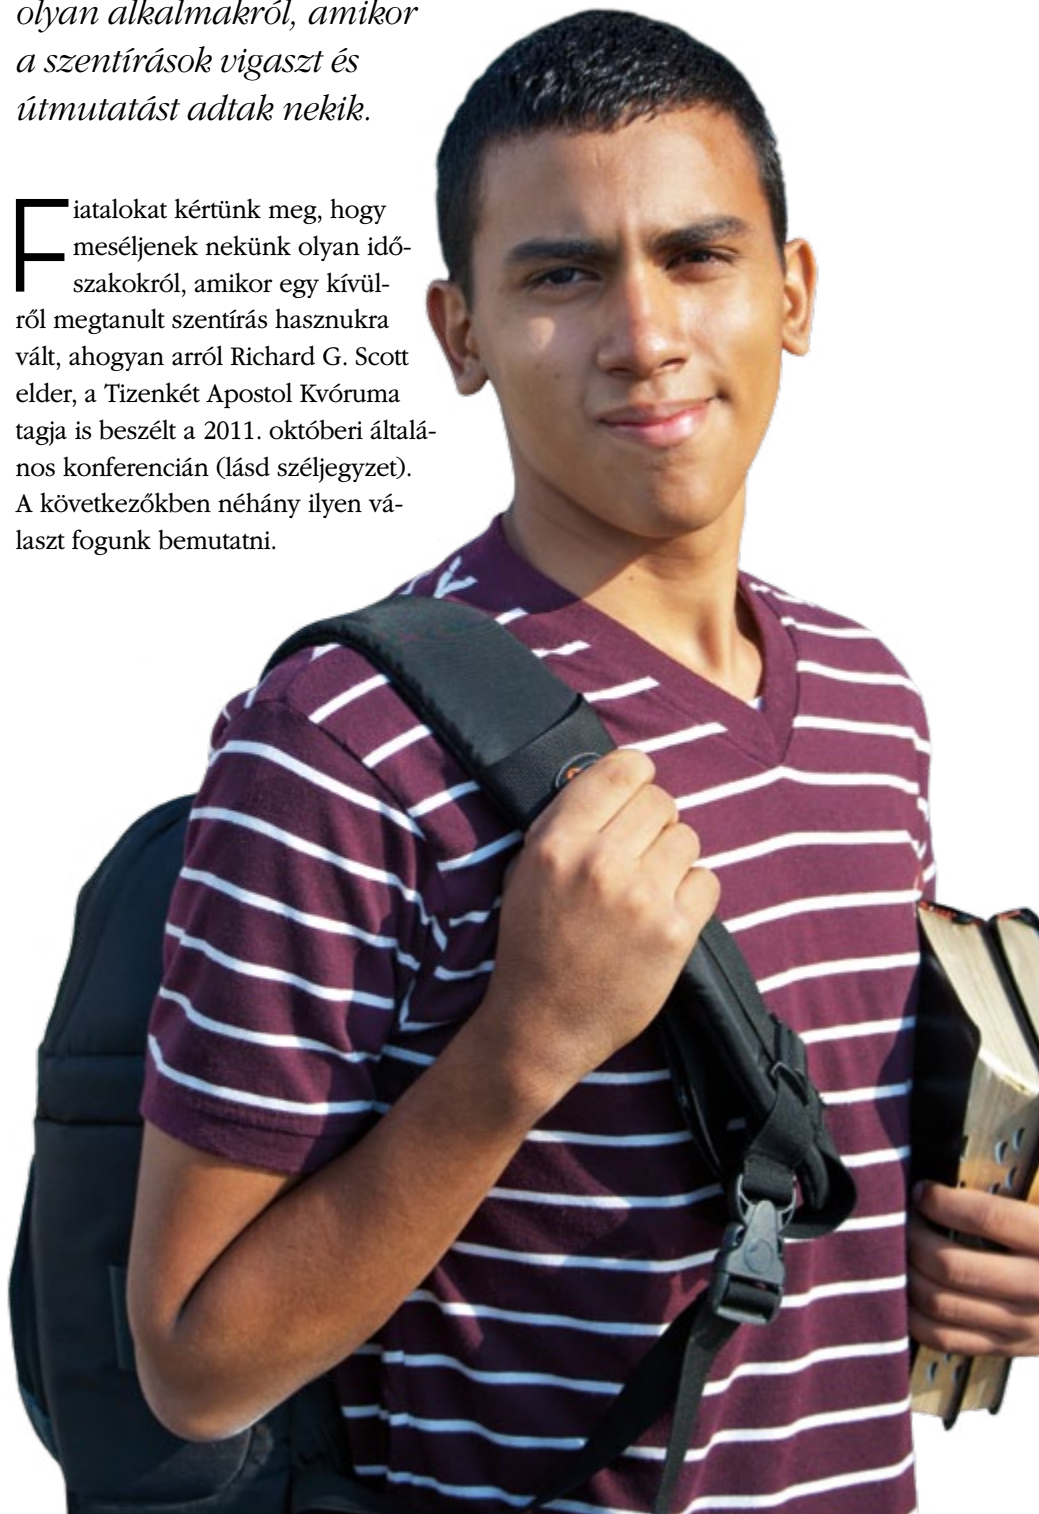 olyan alkalmakról, amikor
a szentírások vigaszt és
útmutatást adtak nekik.
Fiatalokat kértünk meg, hogy
meséljenek nekünk olyan idő-
szakokról, amikor egy kívül-
ről megtanult szentírás hasznukra
vált, ahogyan arról Richard G. Scott
elder, a Tizenkét Apostol Kvóruma
tagja is beszélt a 2011. októberi általá-
nos konferencián (lásd széljegyzet).
A következőkben néhány ilyen vá-
laszt fogunk bemutatni.